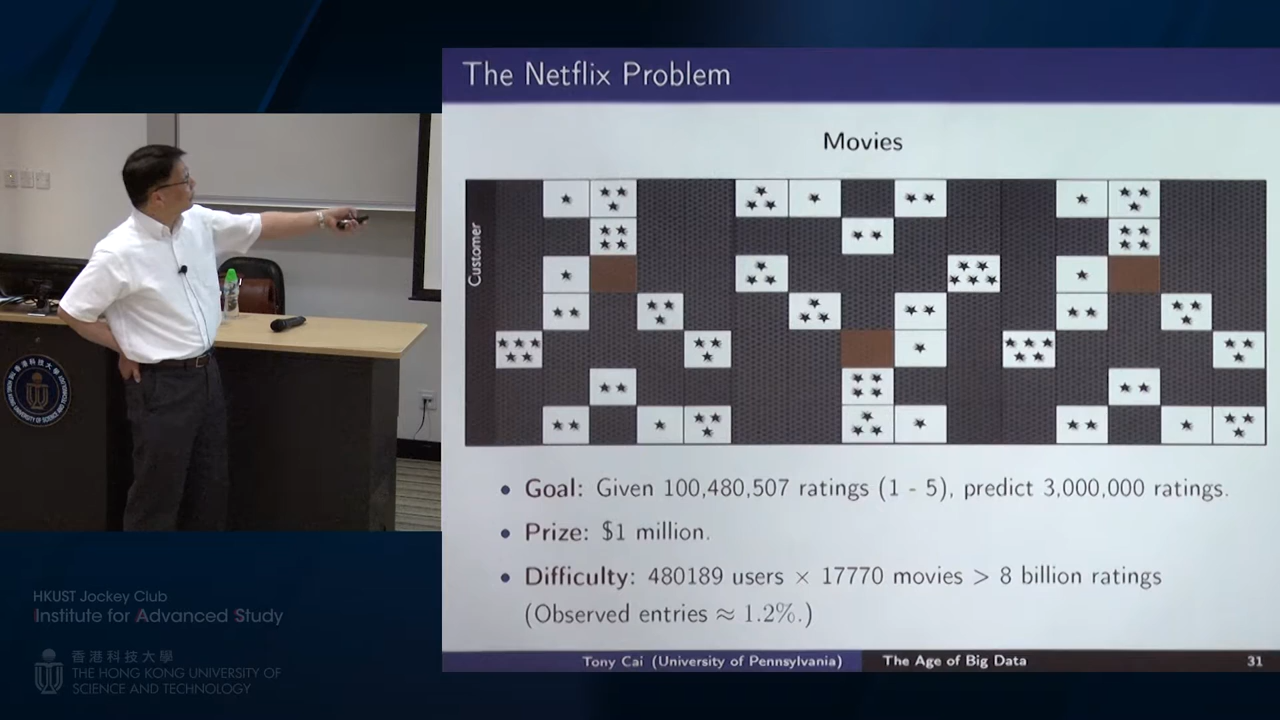 The Netflix Problem
Movies
Customer
• Goal: Given 100,480,507 ratings (1 - 5), predict 3,000,000 ratings.
• Prize: $1 million.
• Difficulty: 480189 users × 17770 movies > 8 billion ratings
(Observed entries ≈ 1.2%.)
Tony Cai (University of Pennsylvania)
The Age of Big Data
31
HKUST Jockey Club
Institute for Advanced Study
香港科技大學
THE HONG KONG UNIVERSITY OF
SCIENCE AND TECHNOLOGY